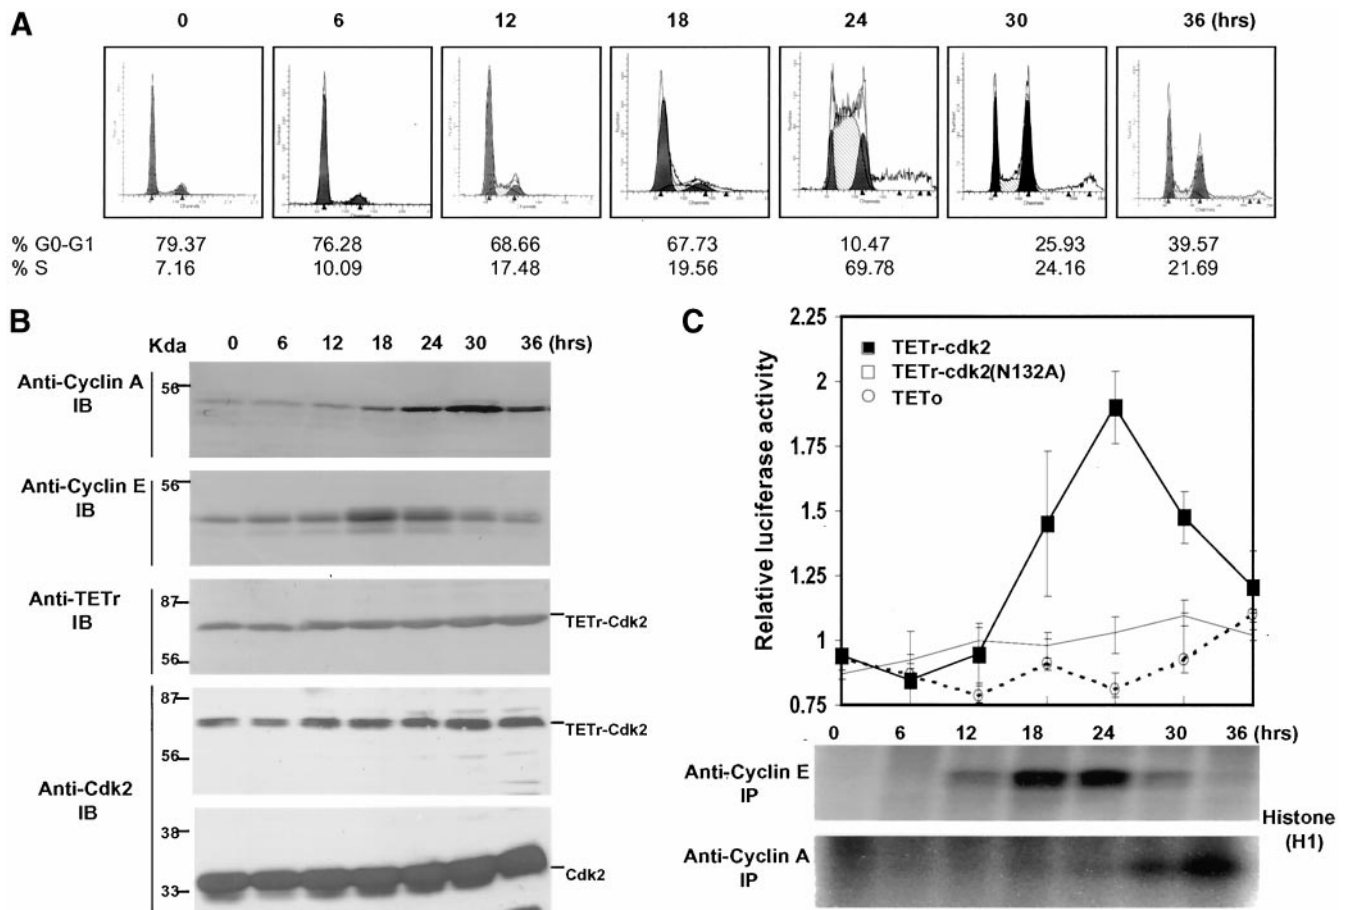 A 0 6 12 18 24 30 36 (hrs)
% G0-G1 79.37 76.28 68.66 67.73 10.47 25.93 39.57
% S 7.16 10.09 17.48 19.56 69.78 24.16 21.69
B
Kda 0 6 12 18 24 30 36 (hrs)
Anti-Cyclin A
IB
56
Anti-Cyclin E
IB
56
Anti-TETr
IB
87
56
TETr-Cdk2
Anti-Cdk2
IB
87
56
TETr-Cdk2
38
33
Cdk2
C
Relative luciferase activity
2.25
2
1.75
1.5
1.25
1
0.75
TETr-cdk2
TETr-cdk2(N132A)
TETo
0 6 12 18 24 30 36 (hrs)
Anti-Cyclin E
IP
Anti-Cyclin A
IP
Histone
(H1)